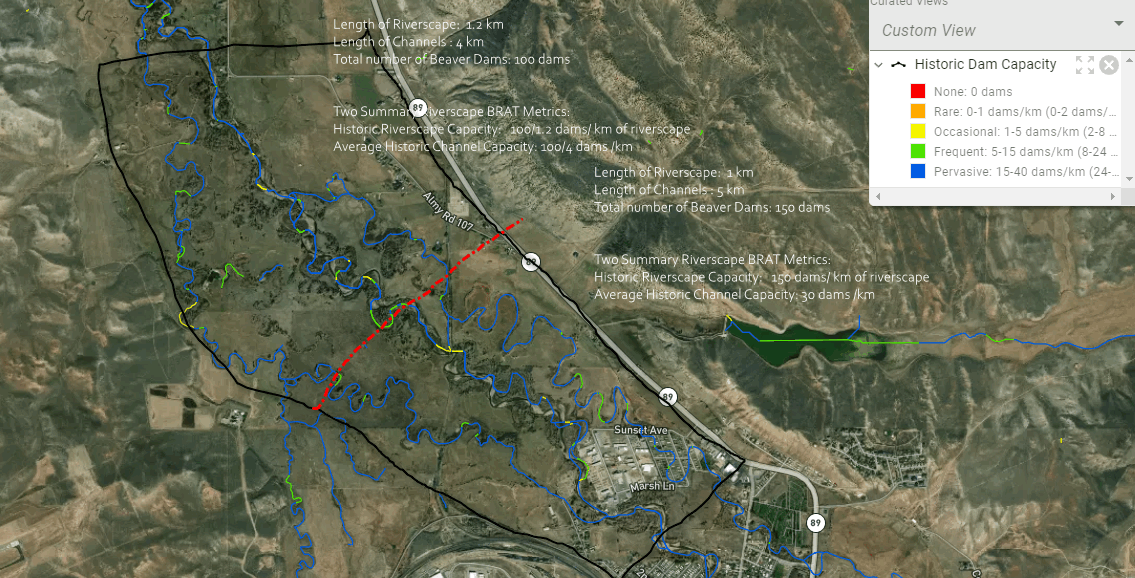 Curated Views
Custom View
Historic Dam Capacity
None: 0 dams
Rare: 0-1 dams/km (0-2 dams/...
Occasional: 1-5 dams/km (2-8 ...
Frequent: 5-15 dams/km (8-24 ...
Pervasive: 15-40 dams/km (24-...
Length of Riverscape: 1.2 km
Length of Channels : 4 km
Total number of Beaver Dams: 100 dams
89
Two Summary Riverscape BRAT Metrics:
Historic Riverscape Capacity: 100/1.2 dams/ km of riverscape
Average Historic Channel Capacity: 100/4 dams /km
Length of Riverscape: 1 km
Length of Channels : 5 km
Total number of Beaver Dams: 150 dams
Almy Rd 107
89
Two Summary Riverscape BRAT Metrics:
Historic Riverscape Capacity: 150 dams/ km of riverscape
Average Historic Channel Capacity: 30 dams /km
89
Sunset Ave
Marsh Ln
89